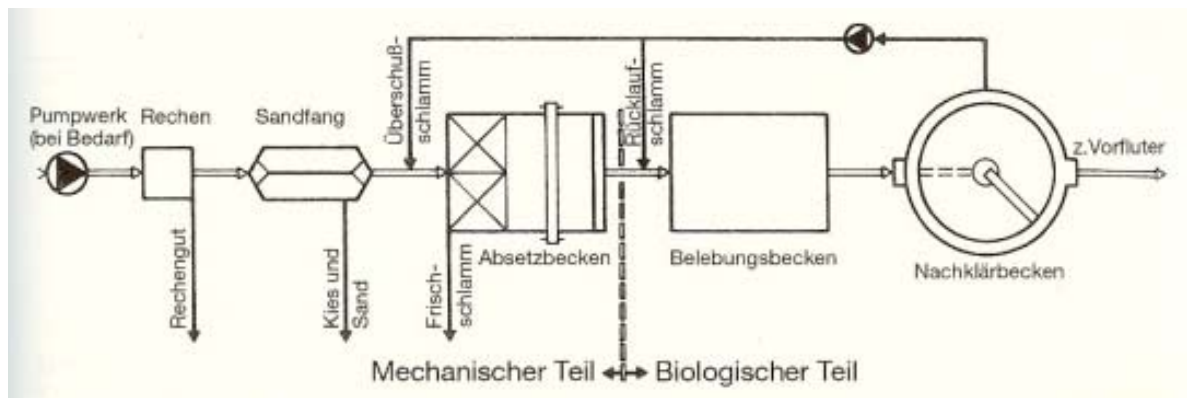 Pumpwerk
(bei Bedarf)
Rechen
Sandfang
Überschuß-
schlamm
Rücklauf-
schlamm
z. Vorfluter
Rechengut
Kies und
Sand
Frisch-
schlamm
Absetzbecken
Belebungsbecken
Nachklärbecken
Mechanischer Teil
Biologischer Teil